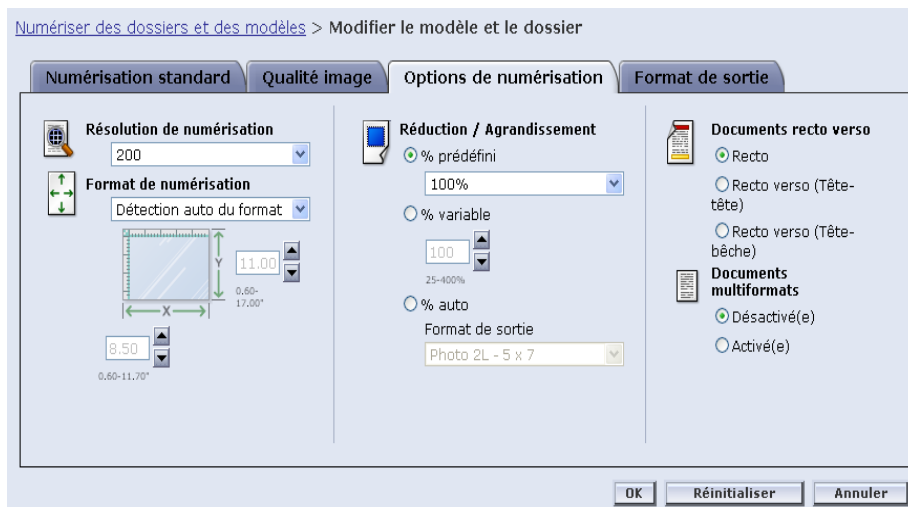 Numériser des dossiers et des modèles > Modifier le modèle et le dossier
Numérisation standard
Qualité image
Options de numérisation
Format de sortie
Résolution de numérisation
200
Format de numérisation
Détection auto du format
Y
11.00
0.60-
17.00"
X
8.50
0.60-11.70"
Réduction / Agrandissement
% prédéfini
100%
% variable
100
25-400%
% auto
Format de sortie
Photo 2L - 5 x 7
Documents recto verso
Recto
Recto verso (Tête-
tête)
Recto verso (Tête-
bêche)
Documents
multiformats
Désactivé(e)
Activé(e)
OK
Réinitialiser
Annuler